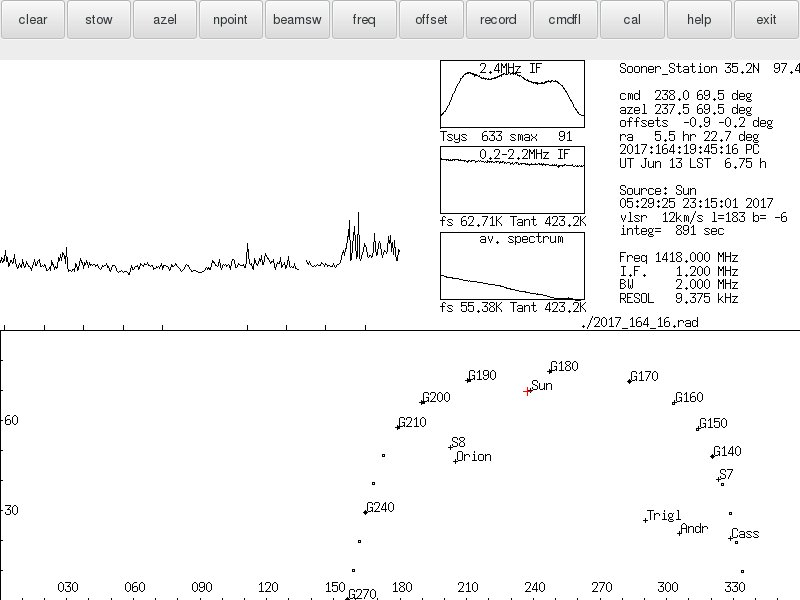 clear stow azel npoint beamsw freq offset record cmdfl cal help exit
2.4MHz IF
Tsys 633 smax 91
0.2-2.2MHz IF
fs 62.71K Tant 423.2K
av. spectrum
fs 55.38K Tant 423.2K
Sooner_Station 35.2N 97.4
cmd 238.0 69.5 deg
azel 237.5 69.5 deg
offsets -0.9 -0.2 deg
ra 5.5 hr 22.7 deg
2017:164:19:45:16 PC
UT Jun 13 LST 6.75 h
Source: Sun
05:29:25 23:15:01 2017
vlsr 12km/s l=183 b= -6
integ= 891 sec
Freq 1418.000 MHz
I.F. 1.200 MHz
BW 2.000 MHz
RESOL 9.375 kHz
./2017_164_16.rad
G180
G190
G170
Sun
G200
G160
60
G210
G150
S8
G140
Orion
S7
30
G240
Trigl
Andr
Cass
030 060 090 120 150 180 210 240 270 300 330
G270